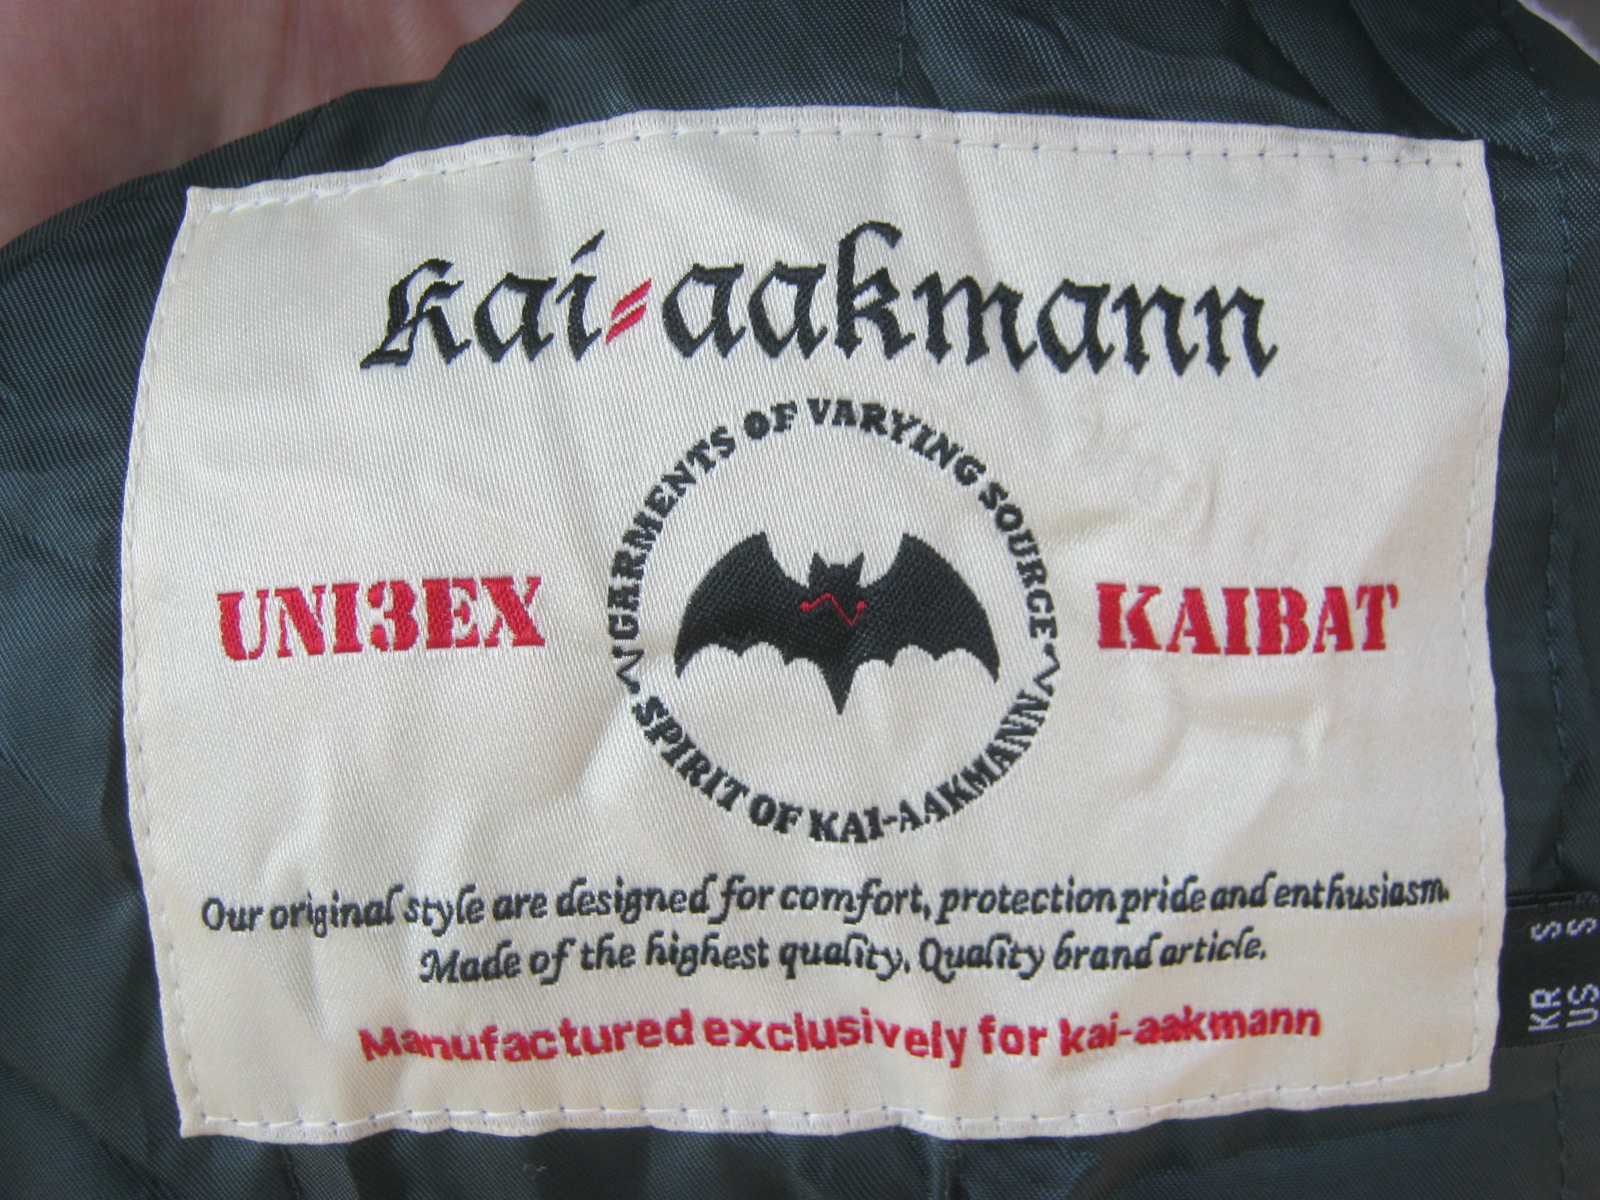 kai-aakmann
GARMENTS OF VARYING SOURCE
UNI3EX
KAIBAT
SPIRIT OF KAI-AAKMANN
Our original style are designed for comfort, protection pride and enthusiasm.
Made of the highest quality. Quality brand article.
Manufactured exclusively for kai-aakmann
KR S
US S